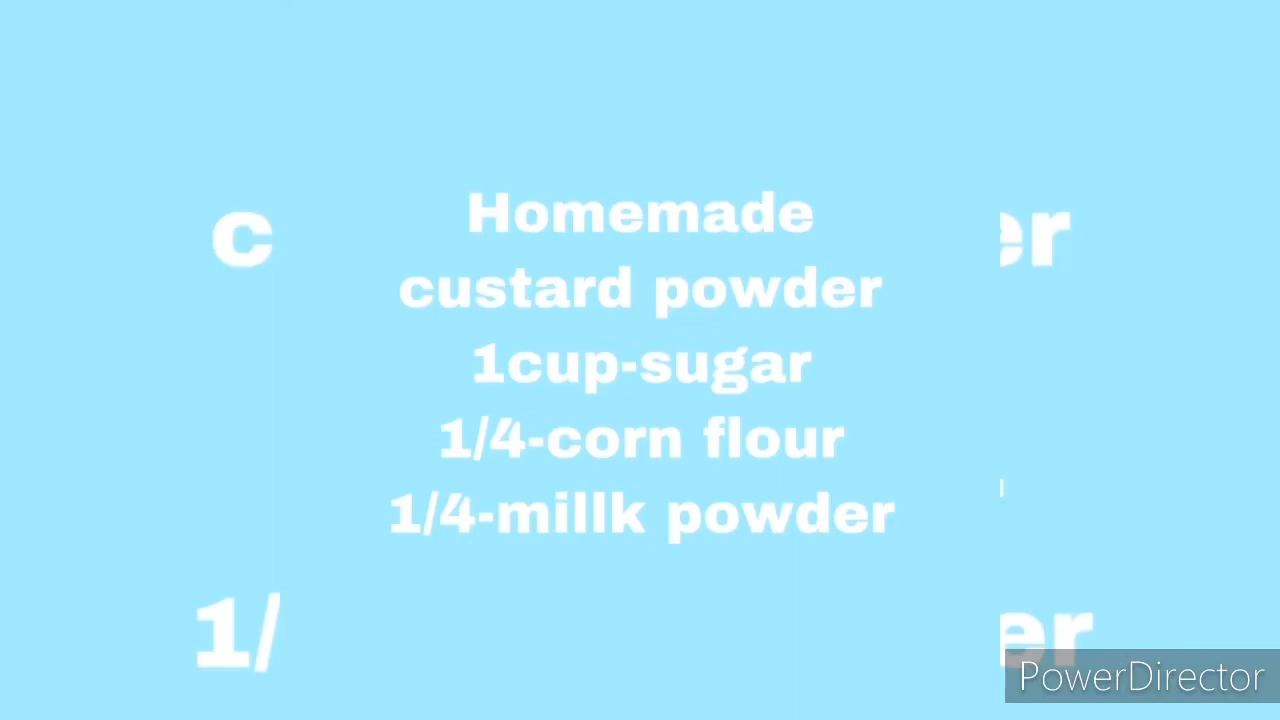 Homemade
custard powder
1cup-sugar
1/4-corn flour
1/4-millk powder
PowerDirector